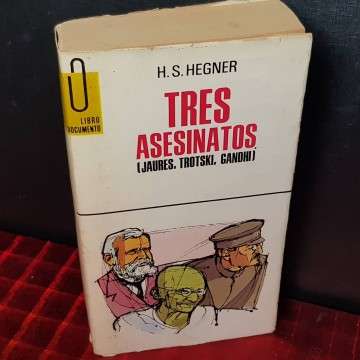 H. S. HEGNER
TRES
ASESINATOS
(JAURES, TROTSKI, GANDHI)
LIBRO
DOCUMENTO